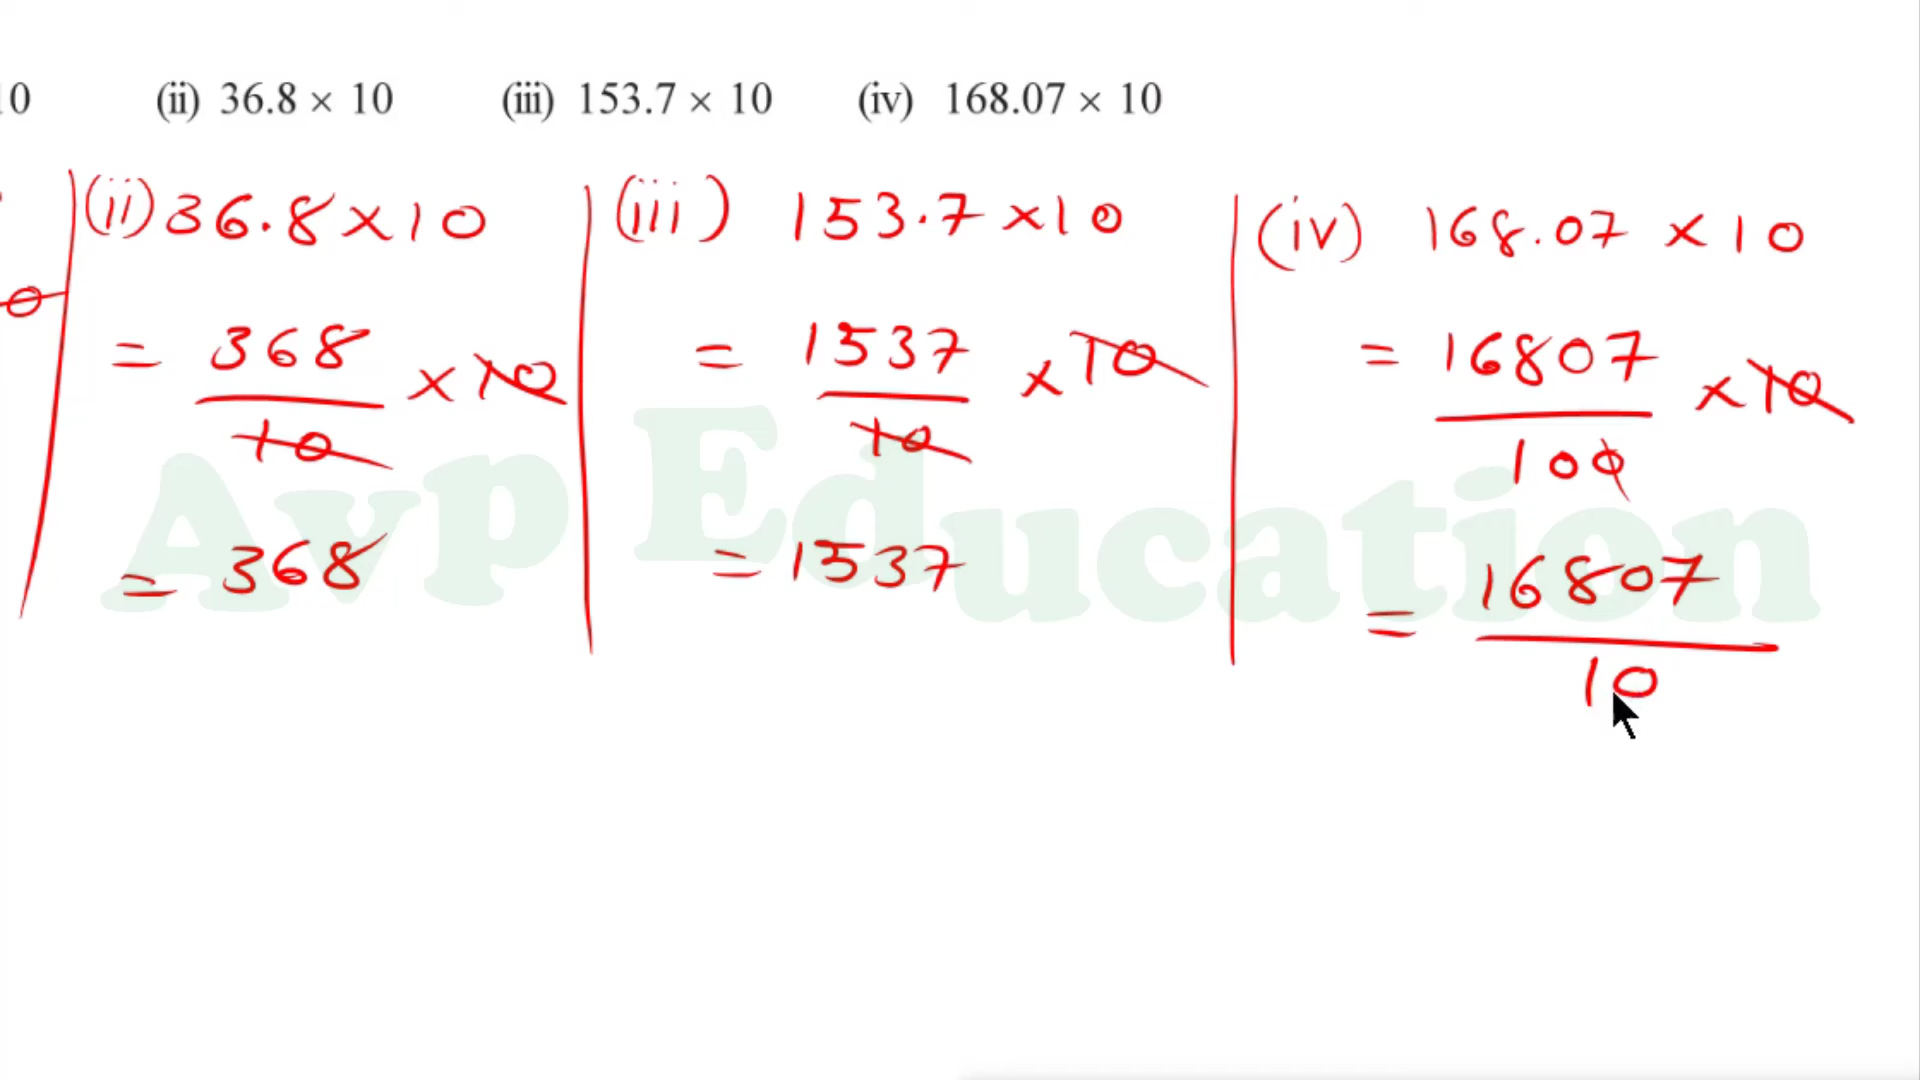 10 (ii) 36.8 × 10 (iii) 153.7 × 10 (iv) 168.07 × 10
(ii) 36.8 × 10
= 368/10 × 10
= 368
(iii) 153.7 × 10
= 1537/10 × 10
= 1537
(iv) 168.07 × 10
= 16807/100 × 10
= 16807/10
0
Avp Education